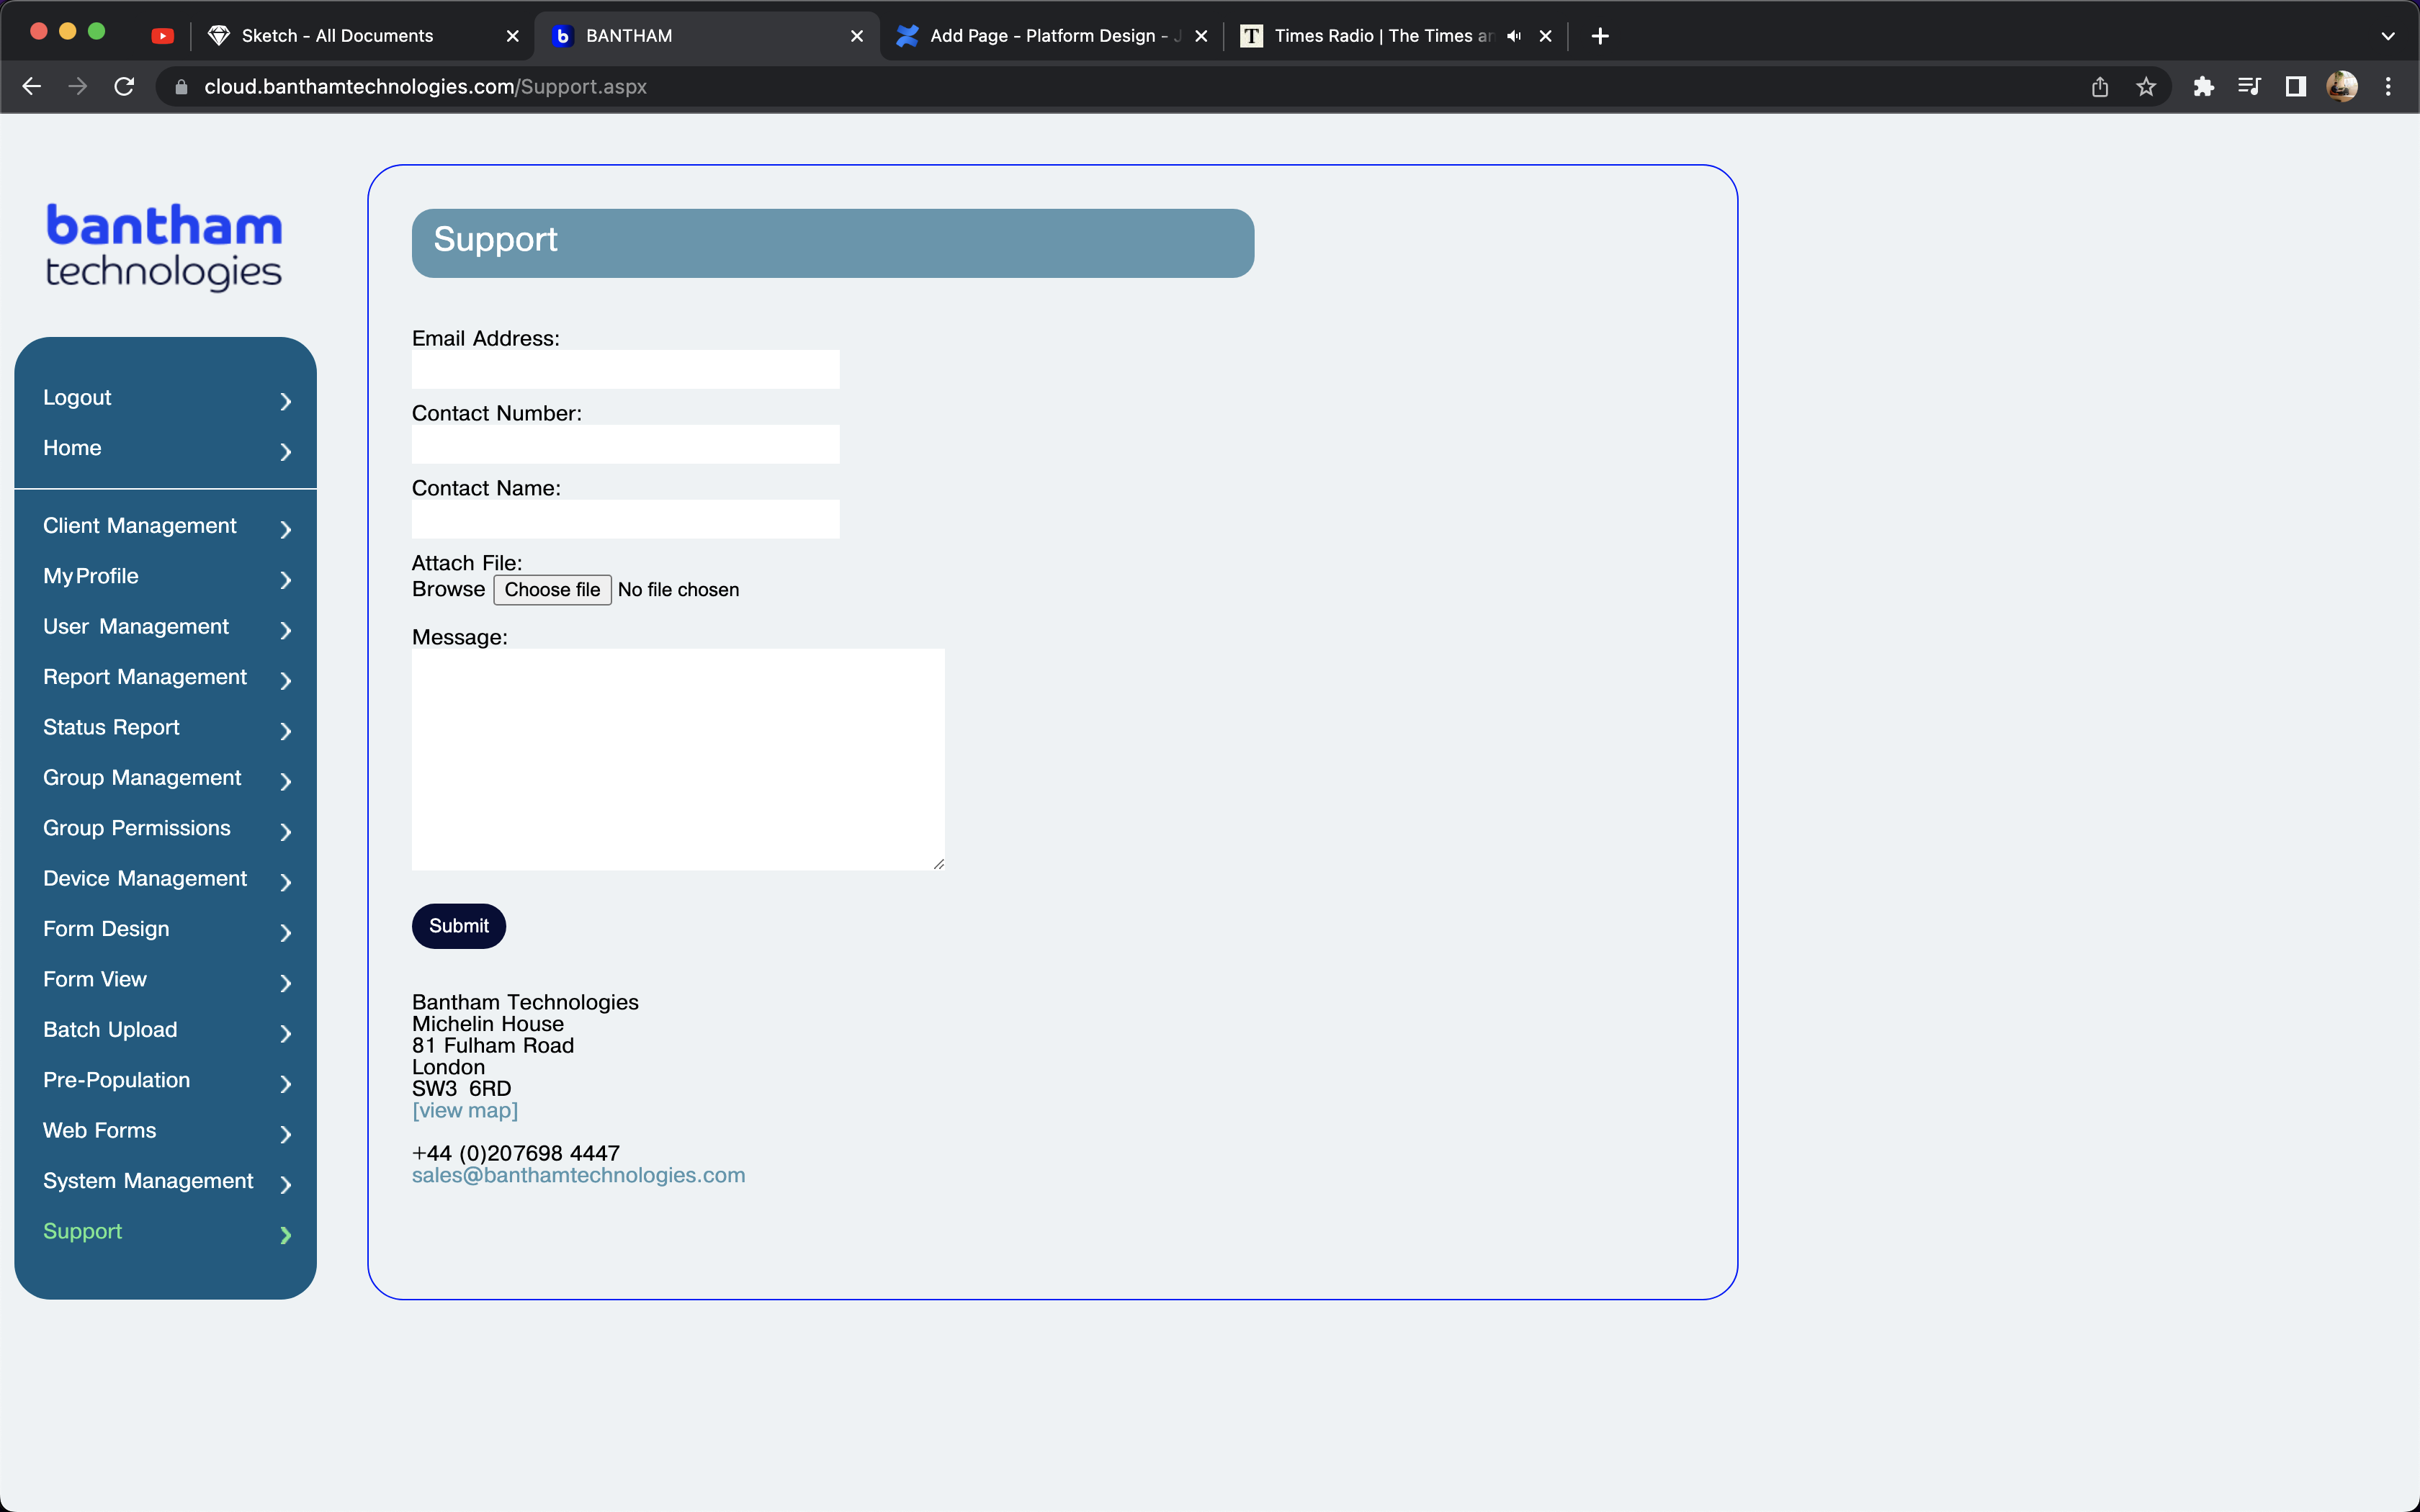 Sketch - All Documents
BANTHAM
Add Page - Platform Design -
Times Radio | The Times an
cloud.banthamtechnologies.com/Support.aspx
bantham
technologies
Logout
Home
Client Management
My Profile
User Management
Report Management
Status Report
Group Management
Group Permissions
Device Management
Form Design
Form View
Batch Upload
Pre-Population
Web Forms
System Management
Support
Support
Email Address:
Contact Number:
Contact Name:
Attach File:
Browse Choose file No file chosen
Message:
Submit
Bantham Technologies
Michelin House
81 Fulham Road
London
SW3 6RD
[view map]
+44 (0)207698 4447
sales@banthamtechnologies.com